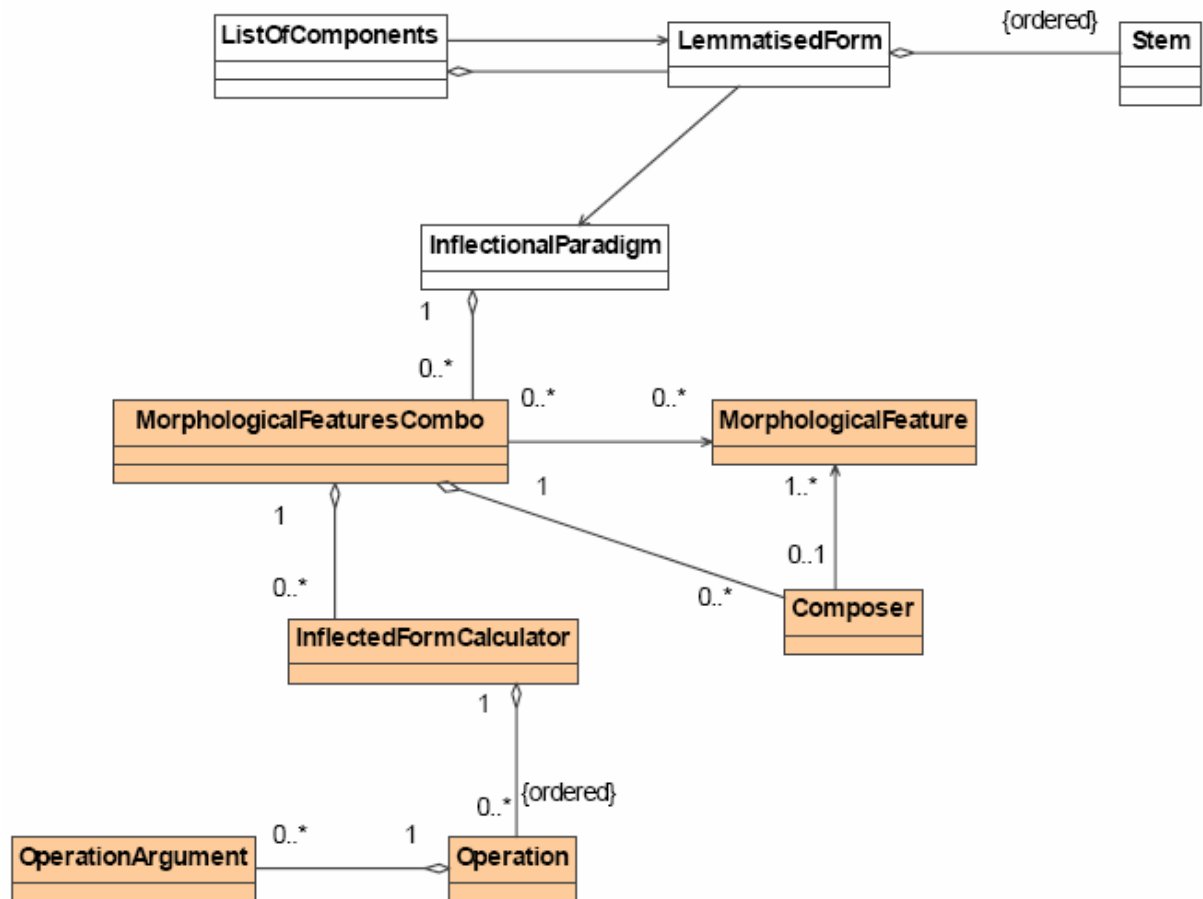 {ordered}
ListOfComponents
LemmatisedForm
Stem
InflectionalParadigm
1
0..*
0..*
0..*
MorphologicalFeaturesCombo
MorphologicalFeature
1
1
1..*
0..1
0..*
0..*
Composer
InflectedFormCalculator
1
{ordered}
0..*
0..*
1
OperationArgument
Operation